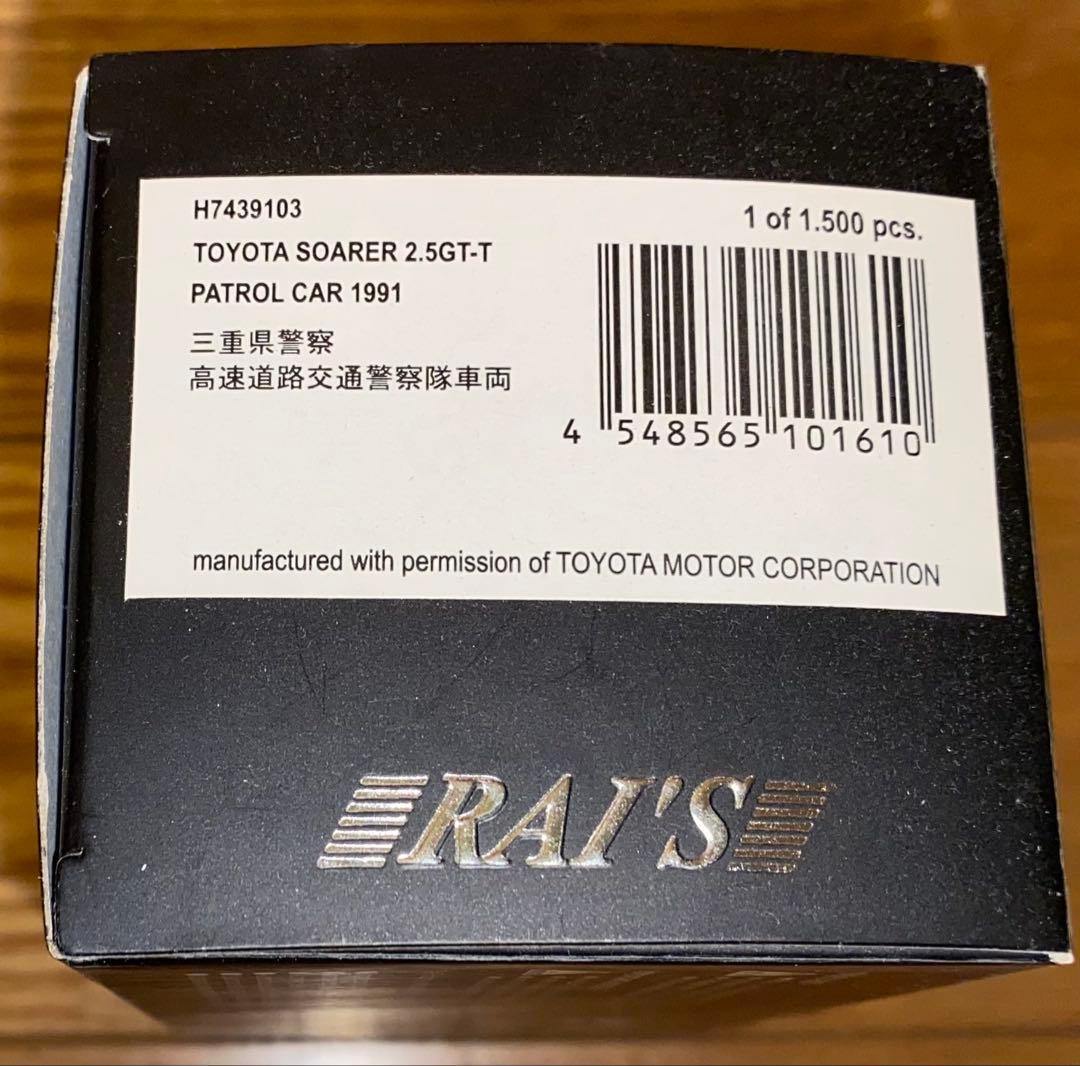 H7439103
1 of 1.500 pcs.
TOYOTA SOARER 2.5GT-T
PATROL CAR 1991
三重県警察
高速道路交通警察隊車両
4 548565 101610
manufactured with permission of TOYOTA MOTOR CORPORATION
RAI'S